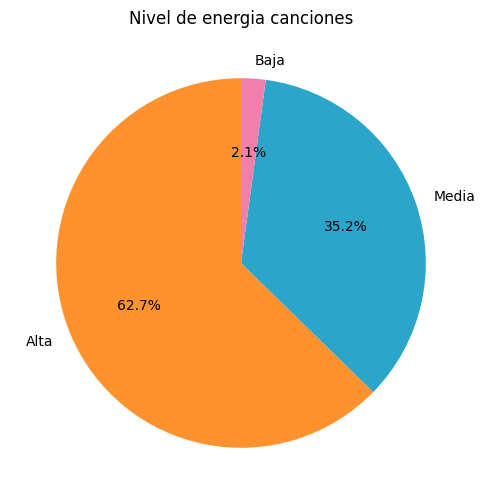 Nivel de energia canciones
Baja
2.1%
Media
35.2%
62.7%
Alta